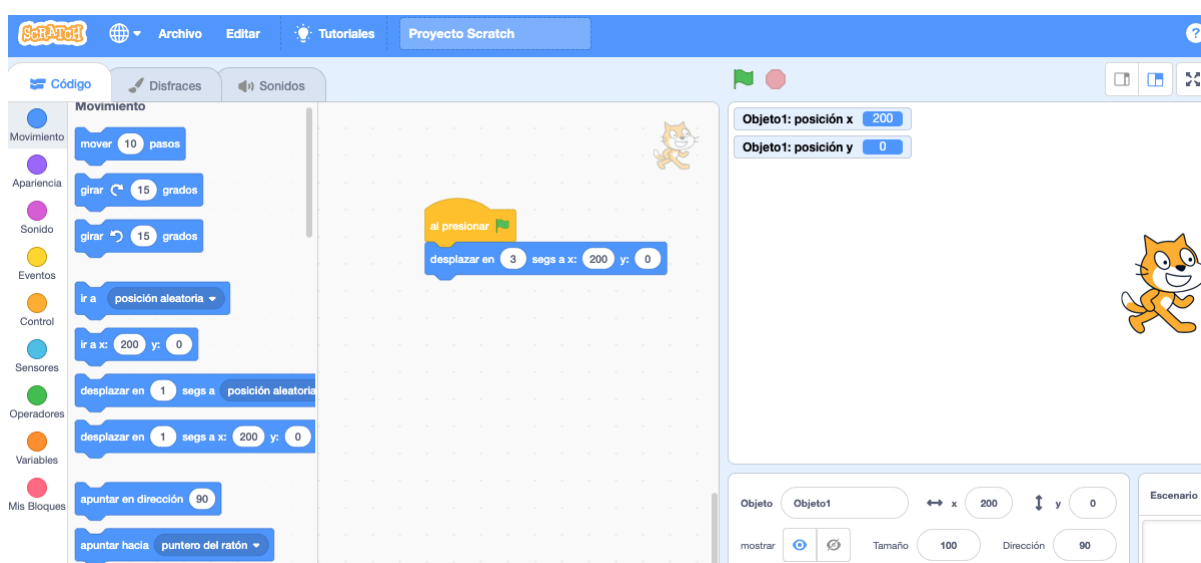 SCRATCH Archivo Editar Tutoriales Proyecto Scratch ?
Código Disfraces Sonidos
Movimiento
Apariencia
Sonido
Eventos
Control
Sensores
Operadores
Variables
Mis Bloques
Movimiento
mover 10 pasos
girar 15 grados
girar 15 grados
ir a posición aleatoria
ir a x: 200 y: 0
desplazar en 1 segs a posición aleatoria
desplazar en 1 segs a x: 200 y: 0
apuntar en dirección 90
apuntar hacia puntero del ratón
al presionar
desplazar en 3 segs a x: 200 y: 0
Objeto1: posición x 200
Objeto1: posición y 0
Objeto Objeto1 x 200 y 0
mostrar Tamaño 100 Dirección 90
Escenario